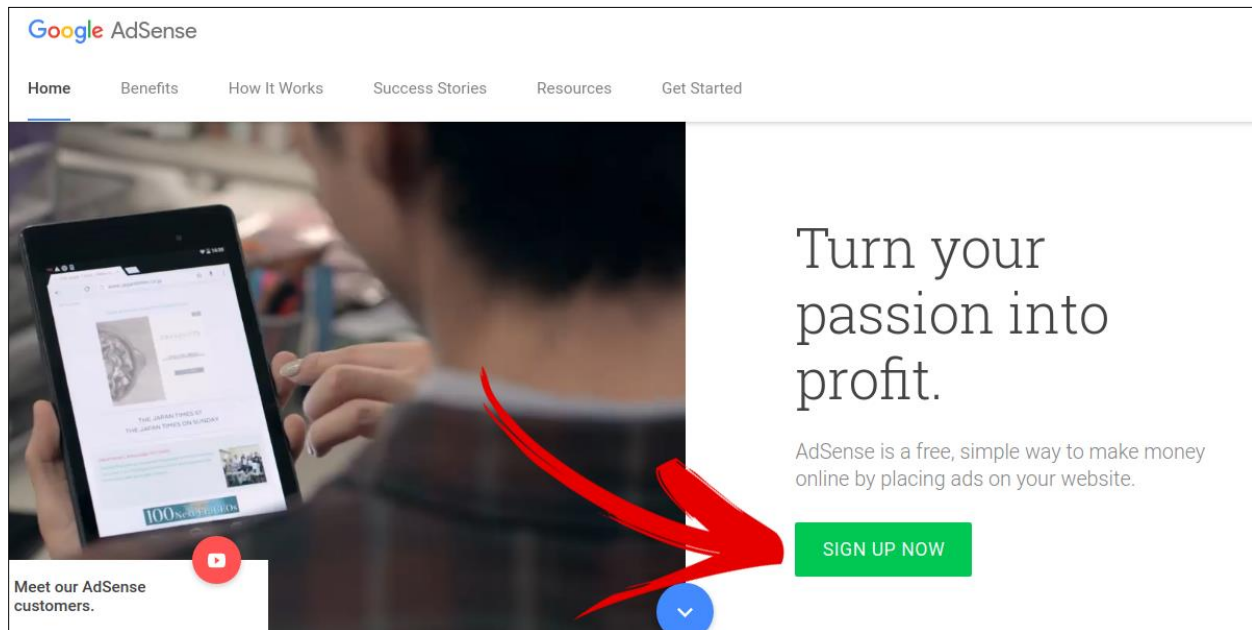 Google AdSense
Home Benefits How It Works Success Stories Resources Get Started
THE JAPAN TIMES ST
THE JAPAN TIMES ON SUNDAY
100
Turn your
passion into
profit.
AdSense is a free, simple way to make money
online by placing ads on your website.
SIGN UP NOW
Meet our AdSense
customers.